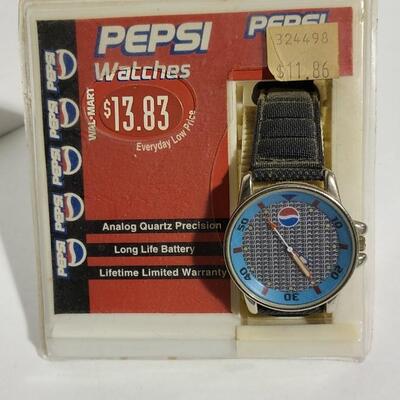 PEPSI
PEPSI
324498
$11.86
Watches
WAL-MART
$13.83
Everyday Low Price
PEPSI
PEPSI
PEPSI
PEPSI
PEPSI
Analog Quartz Precision
Long Life Battery
Lifetime Limited Warranty
50
10
40
20
30